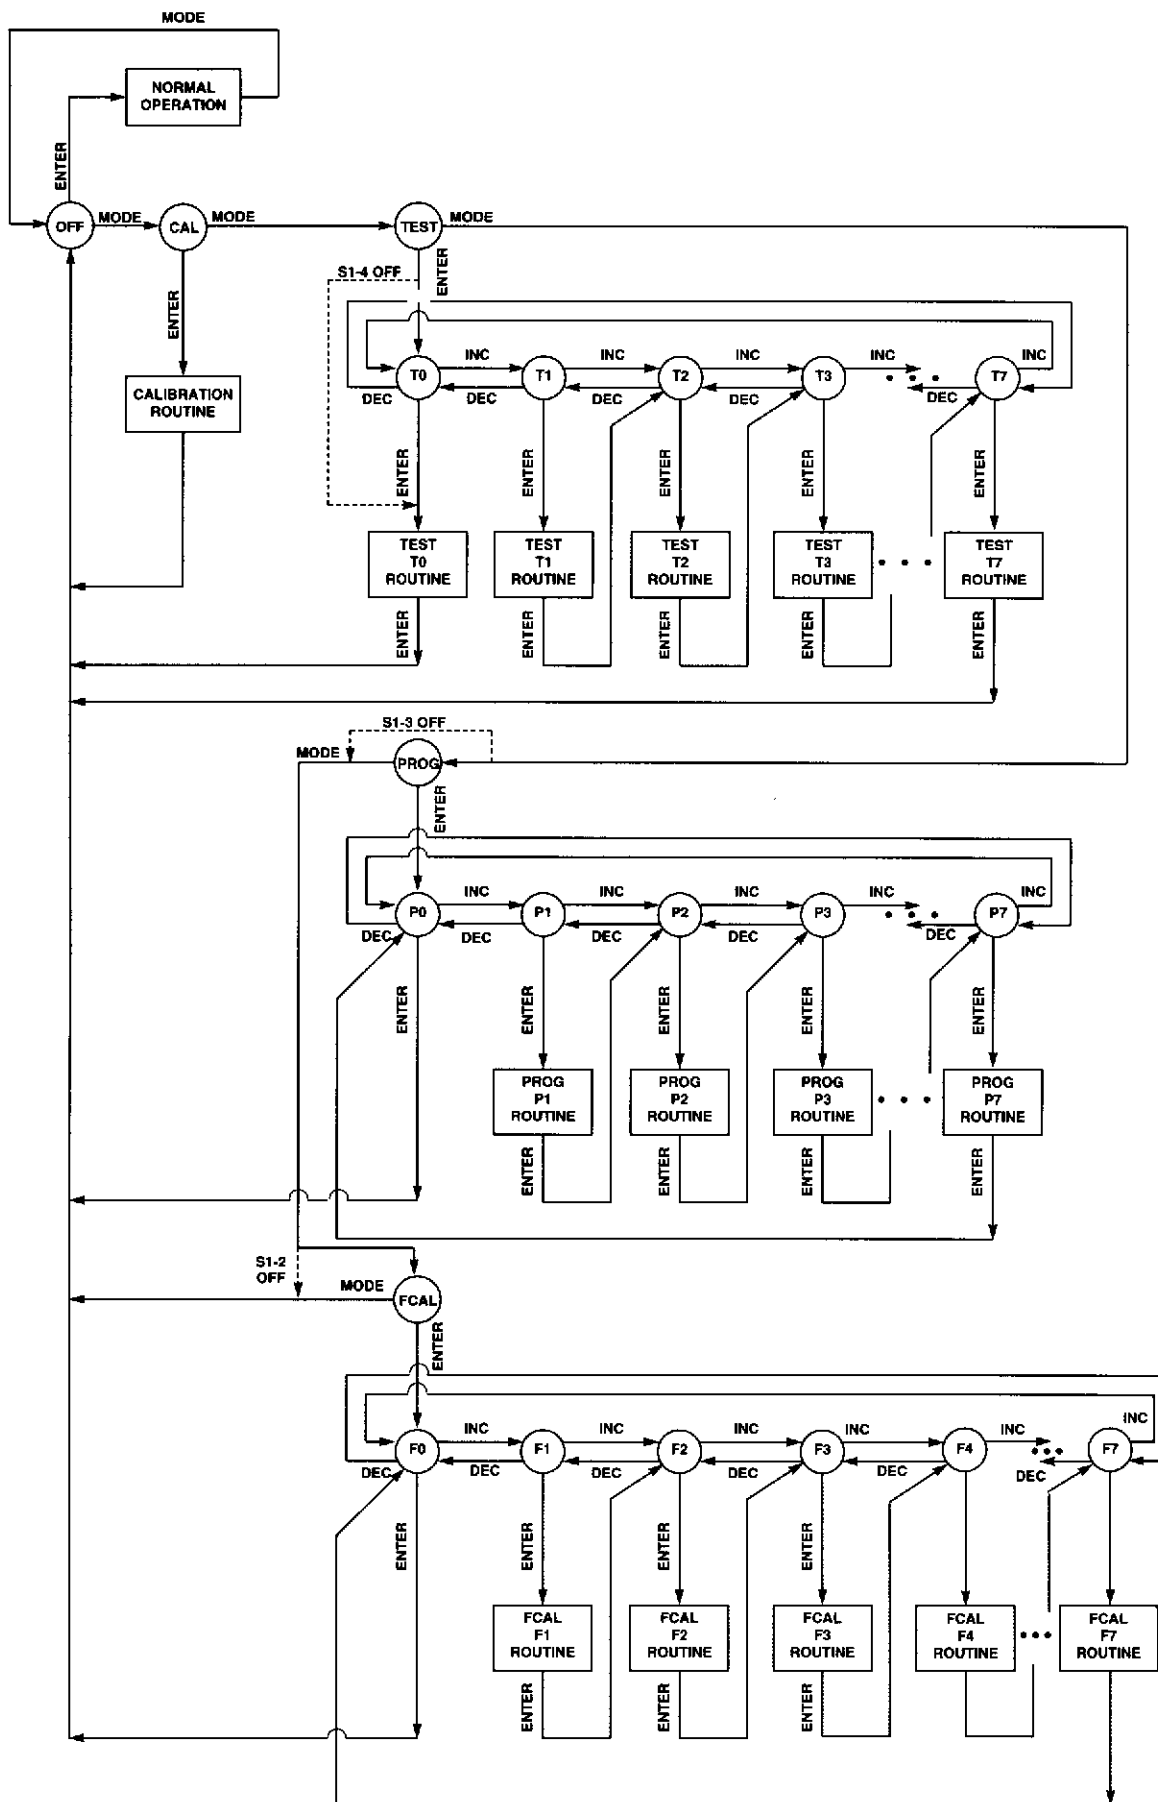 MODE
NORMAL
OPERATION
ENTER
OFF
MODE
CAL
MODE
TEST
MODE
ENTER
S1-4 OFF
ENTER
CALIBRATION
ROUTINE
T0
INC
T1
INC
T2
INC
T3
INC
• • •
T7
INC
DEC
DEC
DEC
DEC
DEC
ENTER
ENTER
ENTER
ENTER
ENTER
TEST
T0
ROUTINE
TEST
T1
ROUTINE
TEST
T2
ROUTINE
TEST
T3
ROUTINE
• • •
TEST
T7
ROUTINE
ENTER
ENTER
ENTER
ENTER
ENTER
S1-3 OFF
MODE
PROG
ENTER
P0
INC
P1
INC
P2
INC
P3
INC
• • •
P7
INC
DEC
DEC
DEC
DEC
DEC
ENTER
ENTER
ENTER
ENTER
ENTER
PROG
P1
ROUTINE
PROG
P2
ROUTINE
PROG
P3
ROUTINE
• • •
PROG
P7
ROUTINE
ENTER
ENTER
ENTER
ENTER
S1-2
OFF
MODE
FCAL
ENTER
F0
INC
F1
INC
F2
INC
F3
INC
F4
INC
•••
F7
INC
DEC
DEC
DEC
DEC
DEC
DEC
ENTER
ENTER
ENTER
ENTER
FCAL
F1
ROUTINE
FCAL
F2
ROUTINE
FCAL
F3
ROUTINE
FCAL
F4
ROUTINE
•••
FCAL
F7
ROUTINE
ENTER
ENTER
ENTER